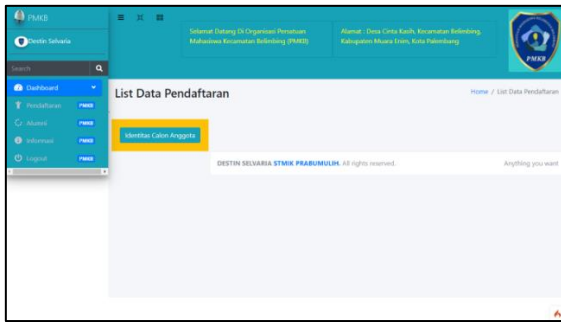 PMKB
Destin Selvaria
Search
Dashboard
Pendaftaran PMKB
Alumni PMKB
Informasi PMKB
Logout PMKB
Selamat Datang Di Organisasi Persatuan
Mahasiswa Kecamatan Belimbing (PMKB)
Alamat : Desa Cinta Kasih, Kecamatan Belimbing,
Kabupaten Muara Enim, Kota Palembang.
PMKB
List Data Pendaftaran
Home / List Data Pendaftaran
Identitas Calon Anggota
DESTIN SELVARIA STMIK PRABUMULIH. All rights reserved.
Anything you want